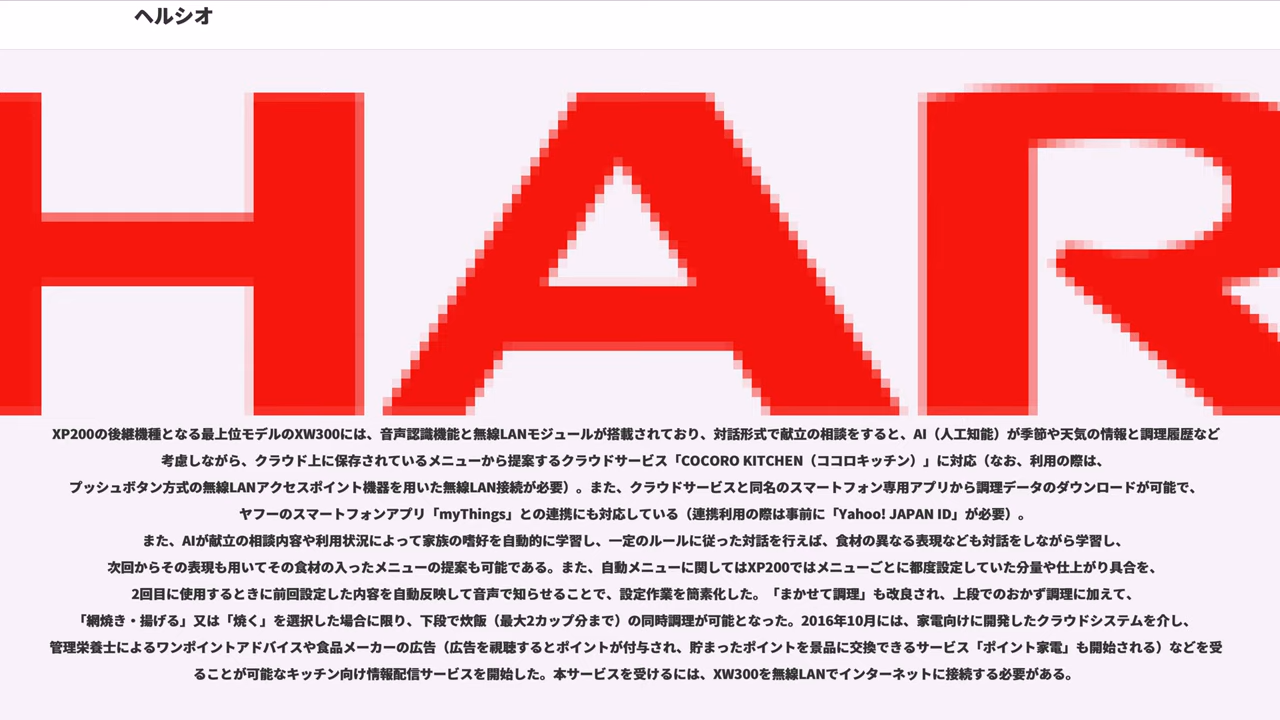 ヘルシオ
HAR
XP200の後継機種となる最上位モデルのXW300には、音声認識機能と無線LANモジュールが搭載されており、対話形式で献立の相談をすると、AI（人工知能）が季節や天気の情報と調理履歴など
考慮しながら、クラウド上に保存されているメニューから提案するクラウドサービス「COCORO KITCHEN（ココロキッチン）」に対応（なお、利用の際は、
プッシュボタン方式の無線LANアクセスポイント機器を用いた無線LAN接続が必要）。また、クラウドサービスと同名のスマートフォン専用アプリから調理データのダウンロードが可能で、
ヤフーのスマートフォンアプリ「myThings」との連携にも対応している（連携利用の際は事前に「Yahoo! JAPAN ID」が必要）。
また、AIが献立の相談内容や利用状況によって家族の嗜好を自動的に学習し、一定のルールに従った対話を行えば、食材の異なる表現なども対話をしながら学習し、
次回からその表現も用いてその食材の入ったメニューの提案も可能である。また、自動メニューに関してはXP200ではメニューごとに都度設定していた分量や仕上がり具合を、
2回目に使用するときに前回設定した内容を自動反映して音声で知らせることで、設定作業を簡素化した。「まかせて調理」も改良され、上段でのおかず調理に加えて、
「網焼き・揚げる」又は「焼く」を選択した場合に限り、下段で炊飯（最大2カップ分まで）の同時調理が可能となった。2016年10月には、家電向けに開発したクラウドシステムを介し、
管理栄養士によるワンポイントアドバイスや食品メーカーの広告（広告を視聴するとポイントが付与され、貯まったポイントを景品に交換できるサービス「ポイント家電」も開始される）などを受
ることが可能なキッチン向け情報配信サービスを開始した。本サービスを受けるには、XW300を無線LANでインターネットに接続する必要がある。